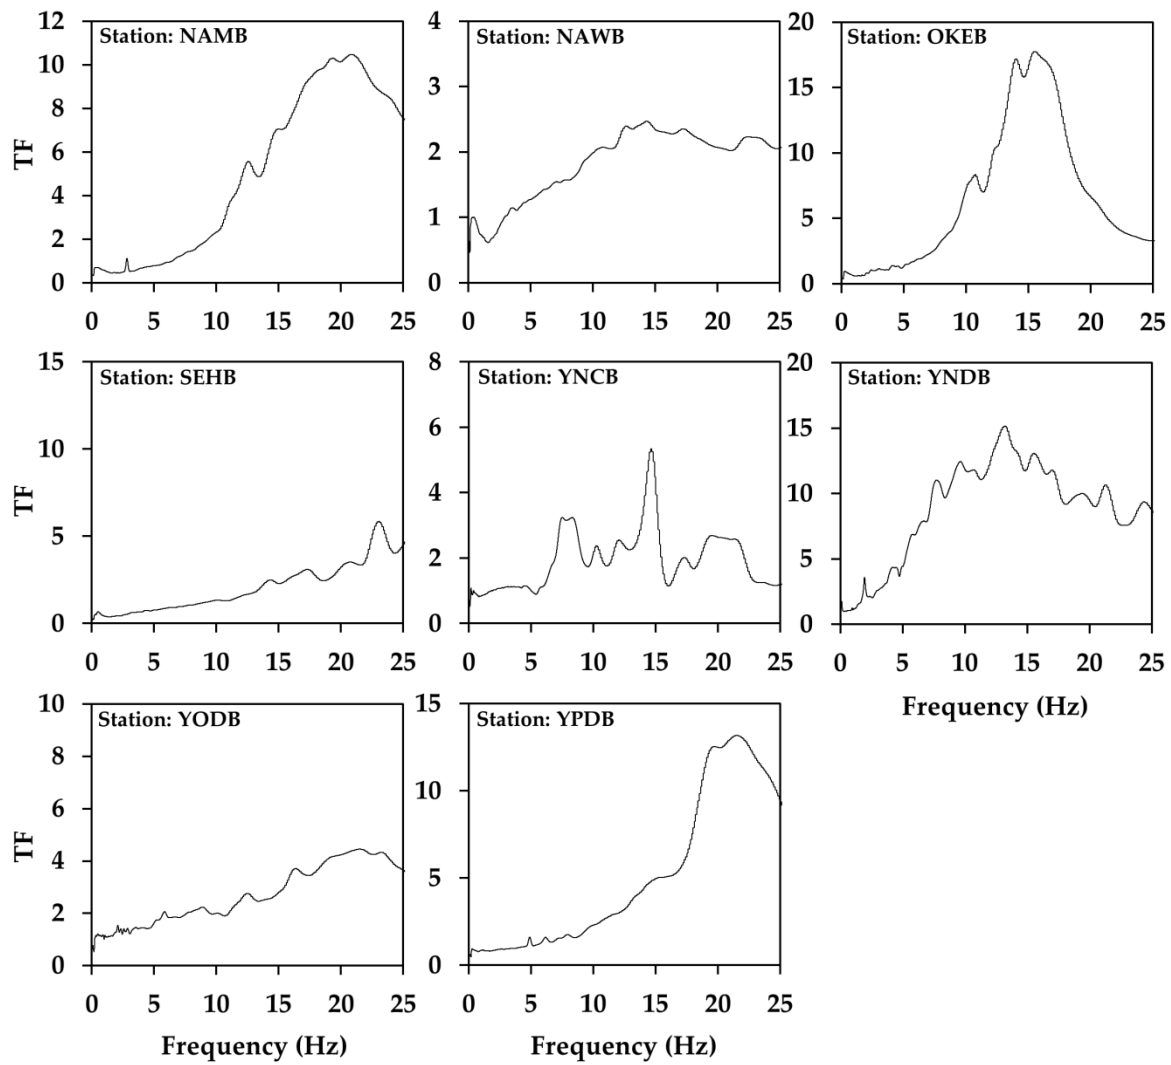 Station: NAMB
12
10
8
6
4
2
0
TF
0 5 10 15 20 25
Station: NAWB
4
3
2
1
0
0 5 10 15 20 25
Station: OKEB
20
15
10
5
0
0 5 10 15 20 25
Station: SEHB
15
10
5
0
TF
0 5 10 15 20 25
Station: YNCB
8
6
4
2
0
0 5 10 15 20 25
Station: YNDB
20
15
10
5
0
0 5 10 15 20 25
Frequency (Hz)
Station: YODB
10
8
6
4
2
0
TF
0 5 10 15 20 25
Frequency (Hz)
Station: YPDB
15
10
5
0
0 5 10 15 20 25
Frequency (Hz)